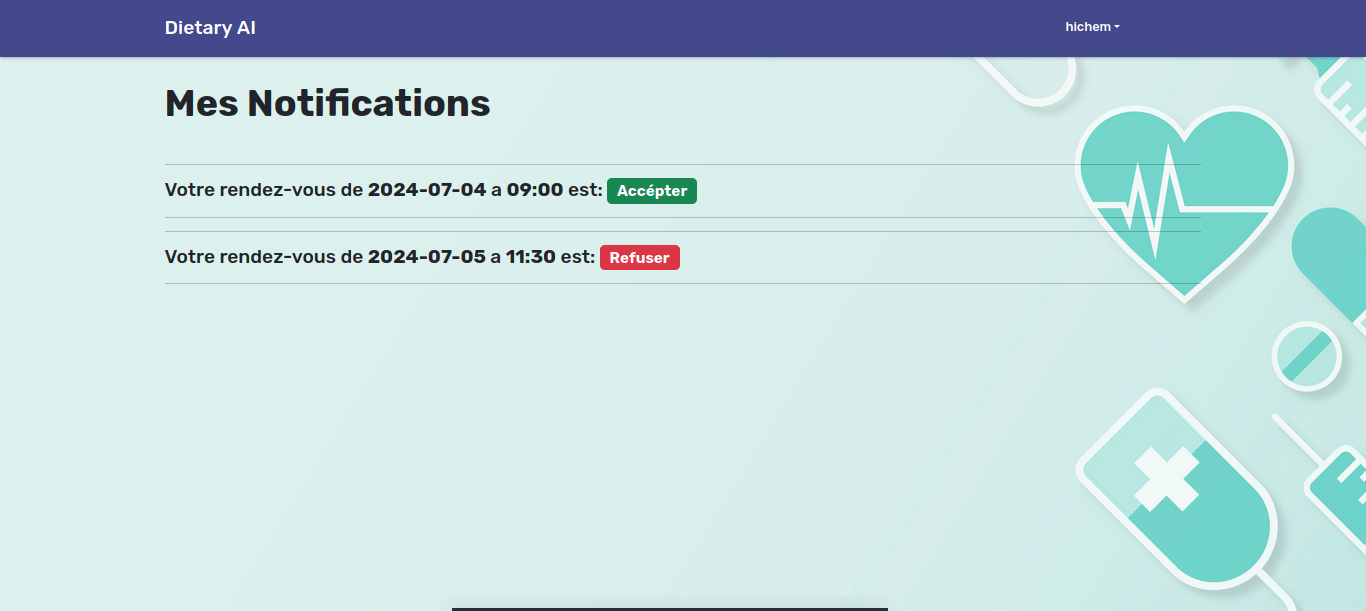 Dietary AI
hichem
Mes Notifications
Votre rendez-vous de 2024-07-04 a 09:00 est: Accépter
Votre rendez-vous de 2024-07-05 a 11:30 est: Refuser